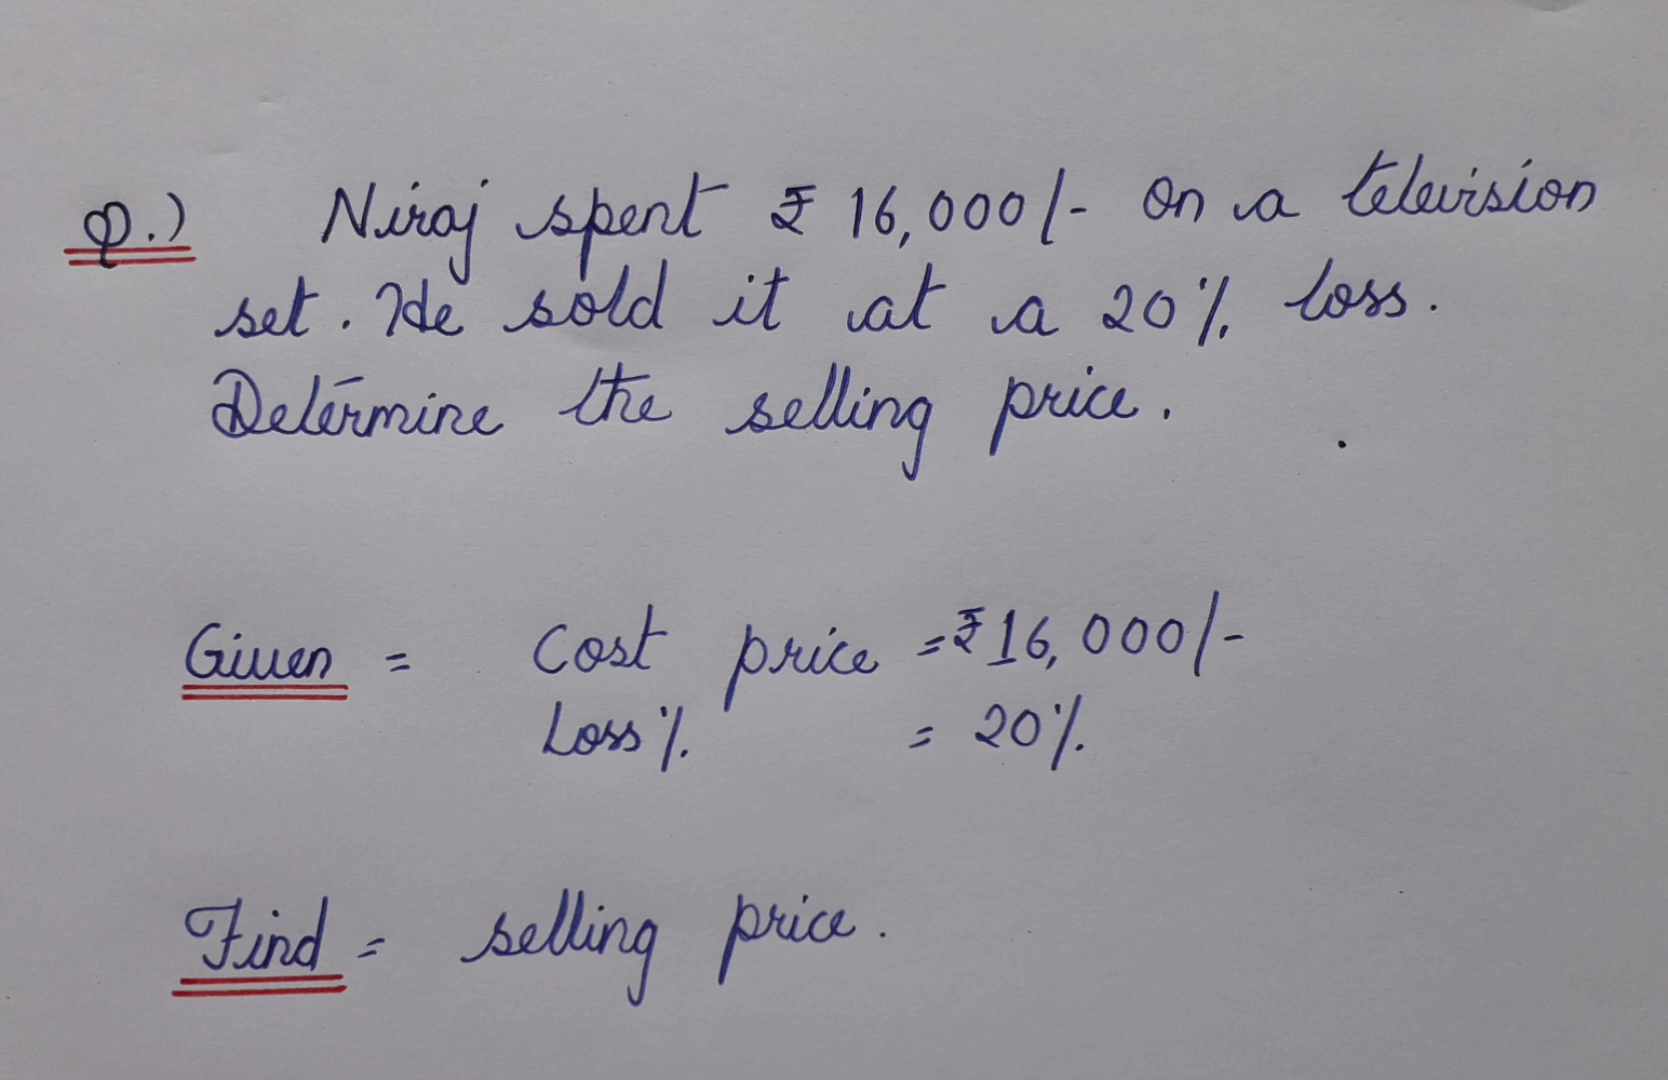 Q.) Niraj spent ₹ 16,000/- on a television
set. He sold it at a 20% loss.
Determine the selling price.
Given = Cost price = ₹16,000/-
Loss% = 20%
Find = selling price.